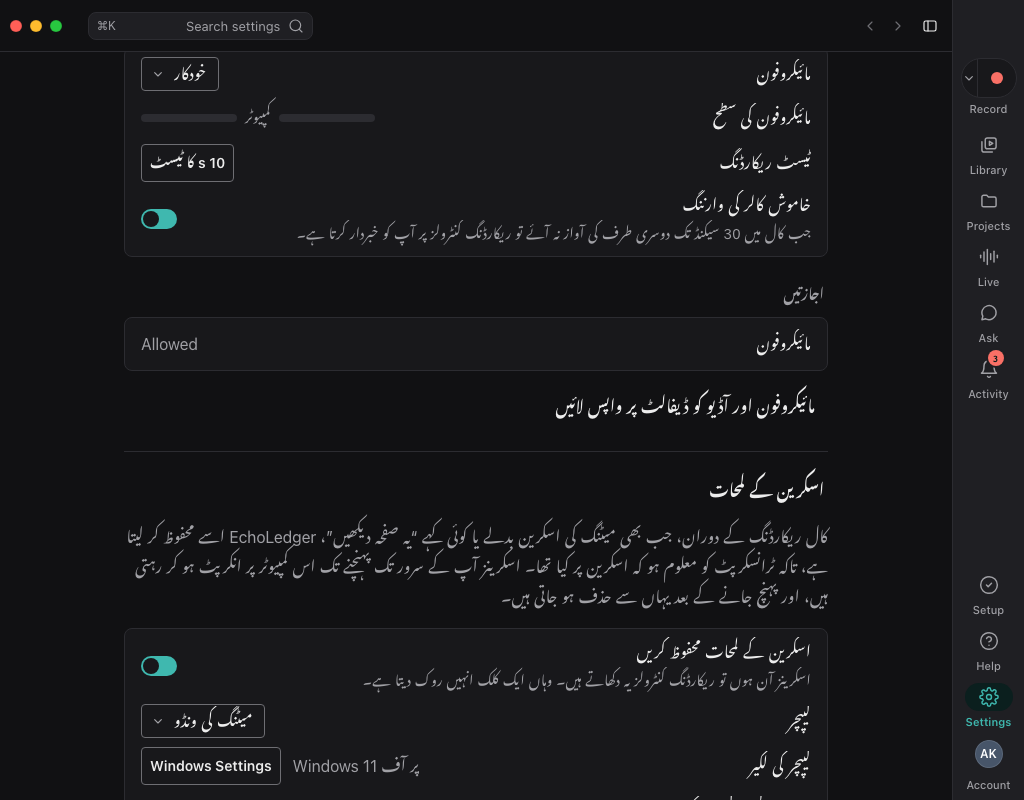 ⌘K
Search settings
مائیکروفون
خودکار
مائیکروفون کی سطح
کمپیوٹر
ٹیسٹ ریکارڈنگ
10 s کا ٹیسٹ
خاموش کالر کی وارننگ
جب کال میں 30 سیکنڈ تک دوسری طرف کی آواز نہ آئے تو ریکارڈنگ کنٹرولز پر آپ کو خبردار کرتا ہے۔
اجازتیں
مائیکروفون
Allowed
مائیکروفون اور آڈیو کو ڈیفالٹ پر واپس لائیں
اسکرین کے لمحات
کال ریکارڈنگ کے دوران، جب بھی میٹنگ کی اسکرین بدلے یا کوئی کہے “یہ صفحہ دیکھیں”، EchoLedger اسے محفوظ کر لیتا
ہے، تاکہ ٹرانسکرپٹ کو معلوم ہو کہ اسکرین پر کیا تھا۔ اسکرینز آپ کے سرور تک پہنچنے تک اس کمپیوٹر پر انکرپٹ ہو کر رہتی
ہیں، اور پہنچ جانے کے بعد یہاں سے حذف ہو جاتی ہیں۔
اسکرین کے لمحات محفوظ کریں
اسکرینز آن ہوں تو ریکارڈنگ کنٹرولز یہ دکھاتے ہیں۔ وہاں ایک کلک انہیں روک دیتا ہے۔
کیپچر
میٹنگ کی ونڈو
کیپچر کی لکیر
Windows 11 پر آف
Windows Settings
Record
Library
Projects
Live
Ask
3
Activity
Setup
Help
Settings
AK
Account